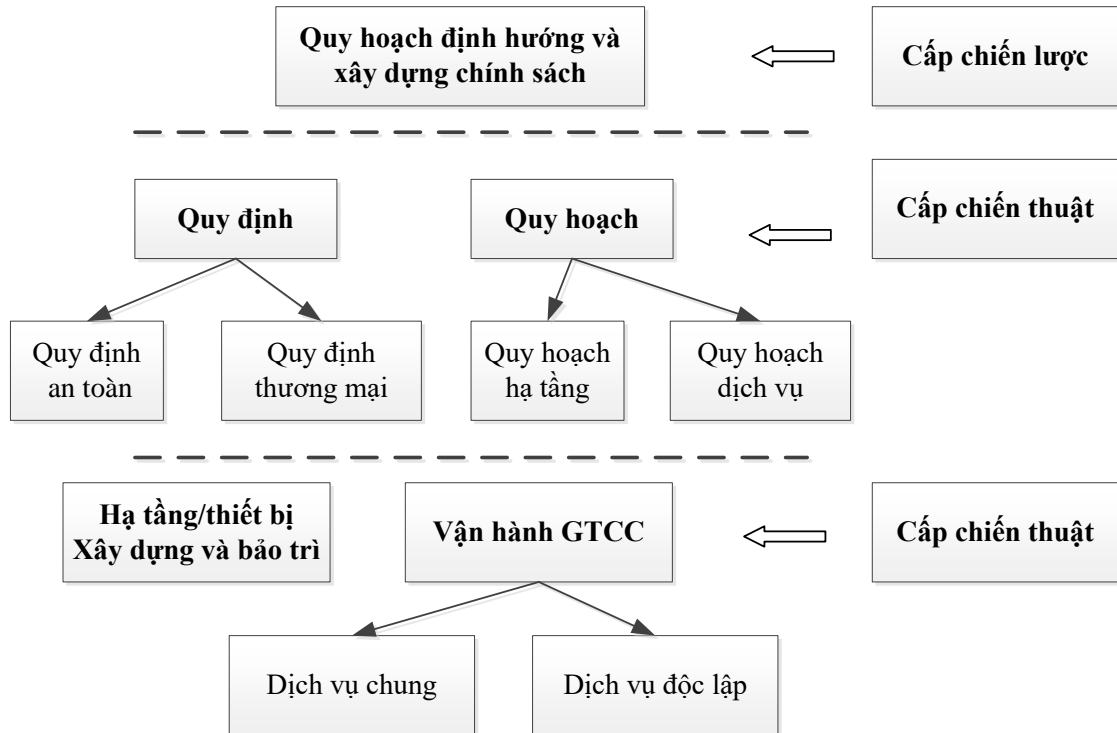 Quy hoạch định hướng và
xây dựng chính sách
Cấp chiến lược
Quy định
Quy hoạch
Cấp chiến thuật
Quy định
an toàn
Quy định
thương mại
Quy hoạch
hạ tầng
Quy hoạch
dịch vụ
Hạ tầng/thiết bị
Xây dựng và bảo trì
Vận hành GTCC
Cấp chiến thuật
Dịch vụ chung
Dịch vụ độc lập